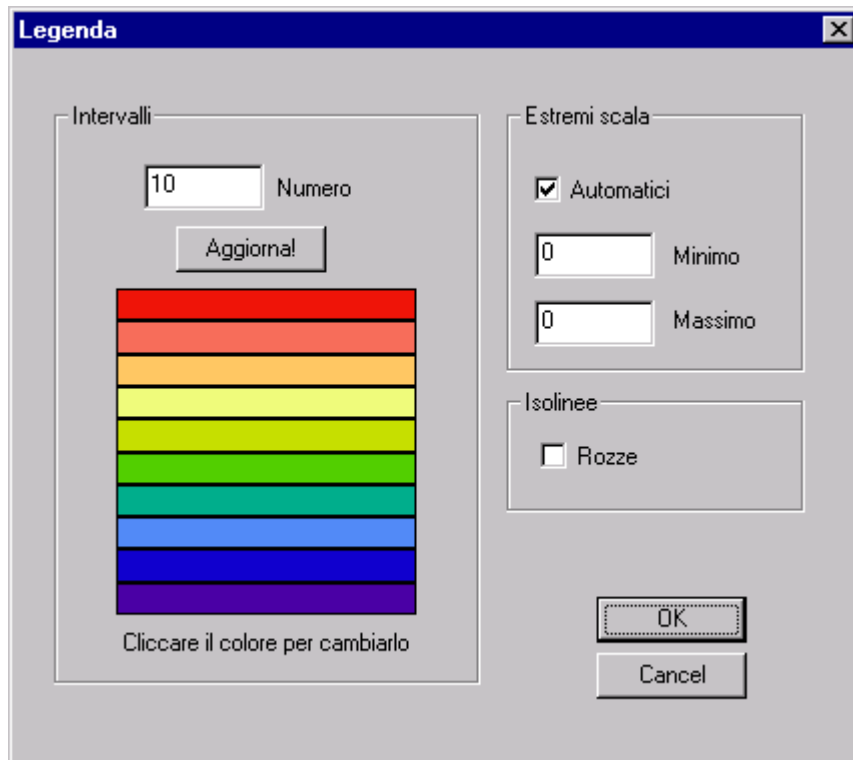 Legenda
Intervalli
10 Numero
Aggiorna!
Cliccare il colore per cambiarlo
Estremi scala
Automatici
0 Minimo
0 Massimo
Isolinee
Rozze
OK
Cancel